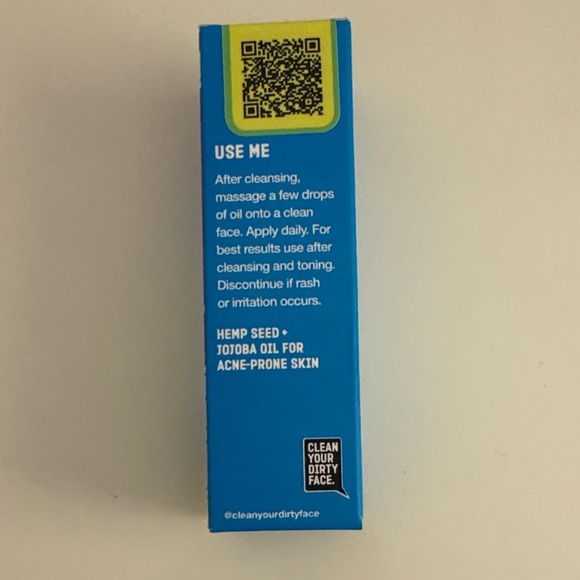 USE ME
After cleansing,
massage a few drops
of oil onto a clean
face. Apply daily. For
best results use after
cleansing and toning.
Discontinue if rash
or irritation occurs.
HEMP SEED +
JOJOBA OIL FOR
ACNE-PRONE SKIN
CLEAN
YOUR
DIRTY
FACE.
@cleanyourdirtyface